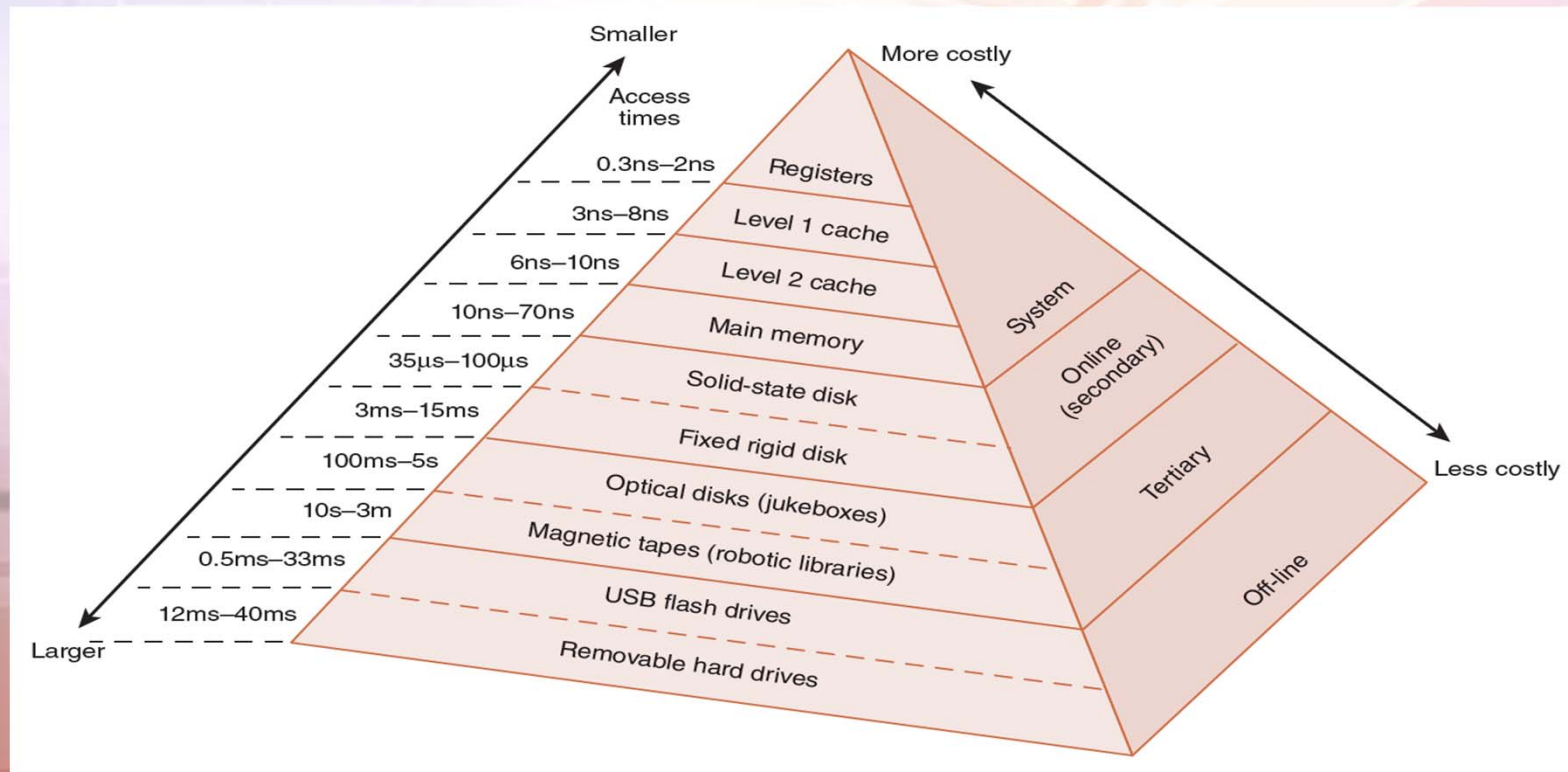 Smaller
More costly
Access
times
0.3ns–2ns
Registers
3ns–8ns
Level 1 cache
6ns–10ns
Level 2 cache
10ns–70ns
Main memory
System
35µs–100µs
Solid-state disk
Online
(secondary)
3ms–15ms
Fixed rigid disk
100ms–5s
Optical disks (jukeboxes)
Tertiary
Less costly
10s–3m
Magnetic tapes (robotic libraries)
0.5ms–33ms
USB flash drives
Off-line
12ms–40ms
Removable hard drives
Larger